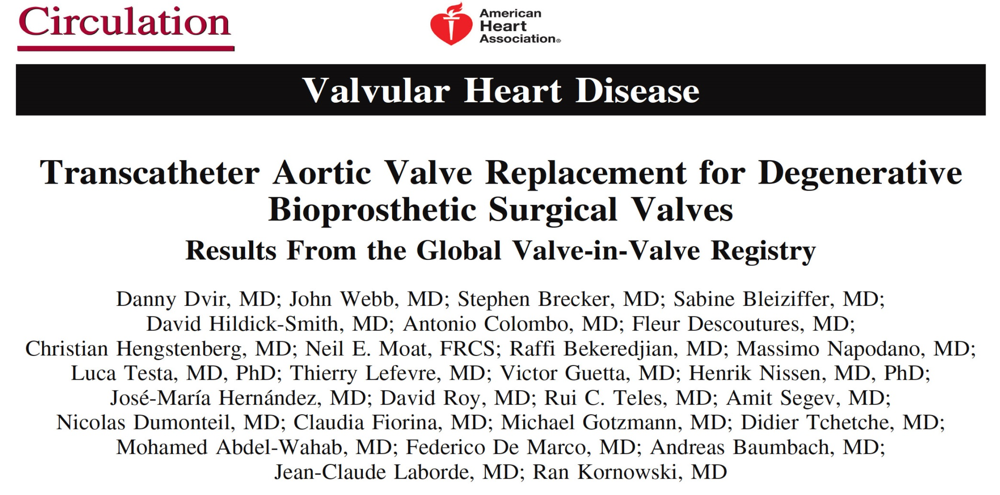 Circulation
American
Heart
Association®
Valvular Heart Disease
Transcatheter Aortic Valve Replacement for Degenerative
Bioprosthetic Surgical Valves
Results From the Global Valve-in-Valve Registry
Danny Dvir, MD; John Webb, MD; Stephen Brecker, MD; Sabine Bleiziffer, MD;
David Hildick-Smith, MD; Antonio Colombo, MD; Fleur Descoutures, MD;
Christian Hengstenberg, MD; Neil E. Moat, FRCS; Raffi Bekeredjian, MD; Massimo Napodano, MD;
Luca Testa, MD, PhD; Thierry Lefevre, MD; Victor Guetta, MD; Henrik Nissen, MD, PhD;
José-María Hernández, MD; David Roy, MD; Rui C. Teles, MD; Amit Segev, MD;
Nicolas Dumonteil, MD; Claudia Fiorina, MD; Michael Gotzmann, MD; Didier Tchetche, MD;
Mohamed Abdel-Wahab, MD; Federico De Marco, MD; Andreas Baumbach, MD;
Jean-Claude Laborde, MD; Ran Kornowski, MD